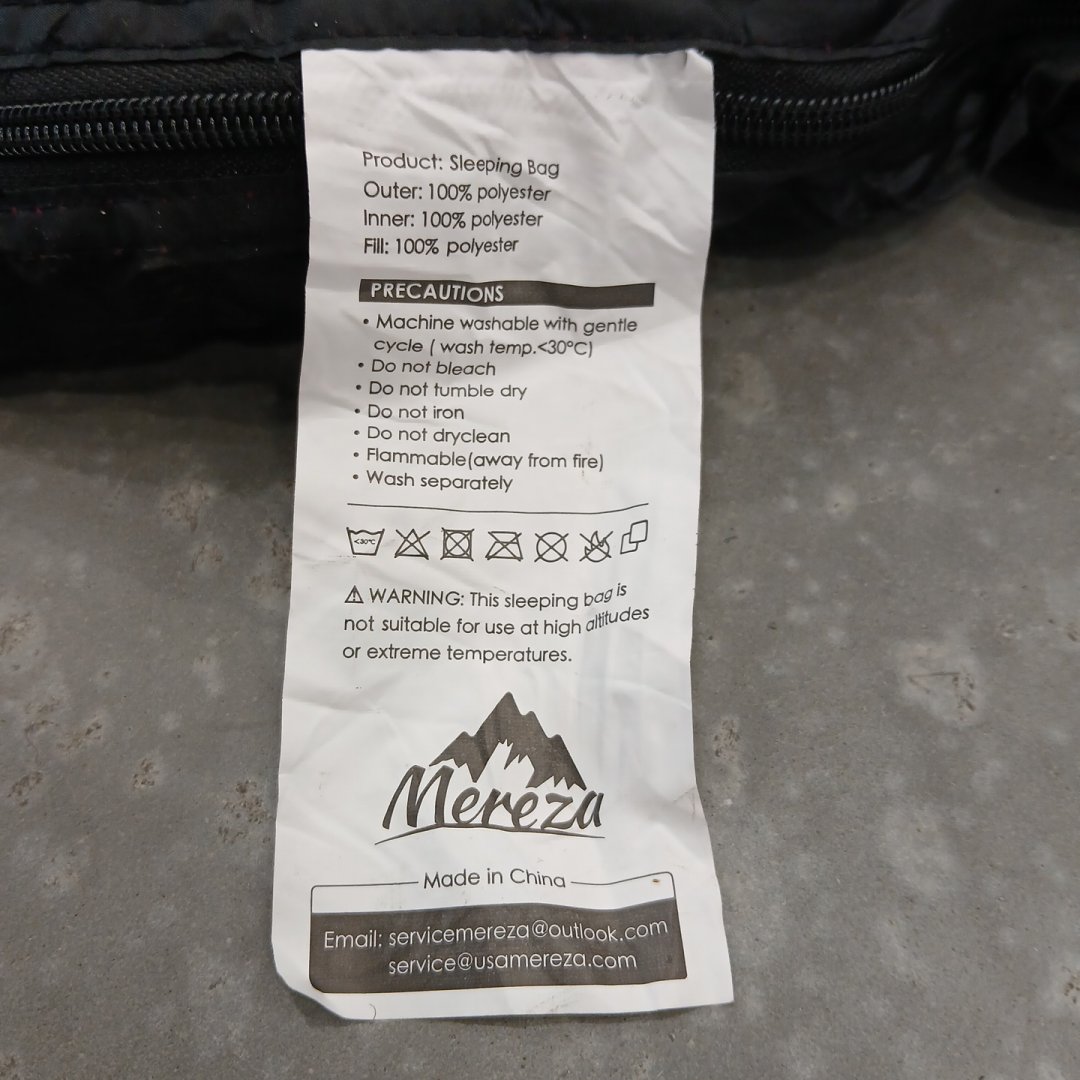 Product: Sleeping Bag
Outer: 100% polyester
Inner: 100% polyester
Fill: 100% polyester
PRECAUTIONS
• Machine washable with gentle
cycle ( wash temp.<30°C)
• Do not bleach
• Do not tumble dry
• Do not iron
• Do not dryclean
• Flammable(away from fire)
• Wash separately
<30°C
⚠ WARNING: This sleeping bag is
not suitable for use at high altitudes
or extreme temperatures.
Mereza
Made in China
Email: servicemereza@outlook.com
service@usamereza.com